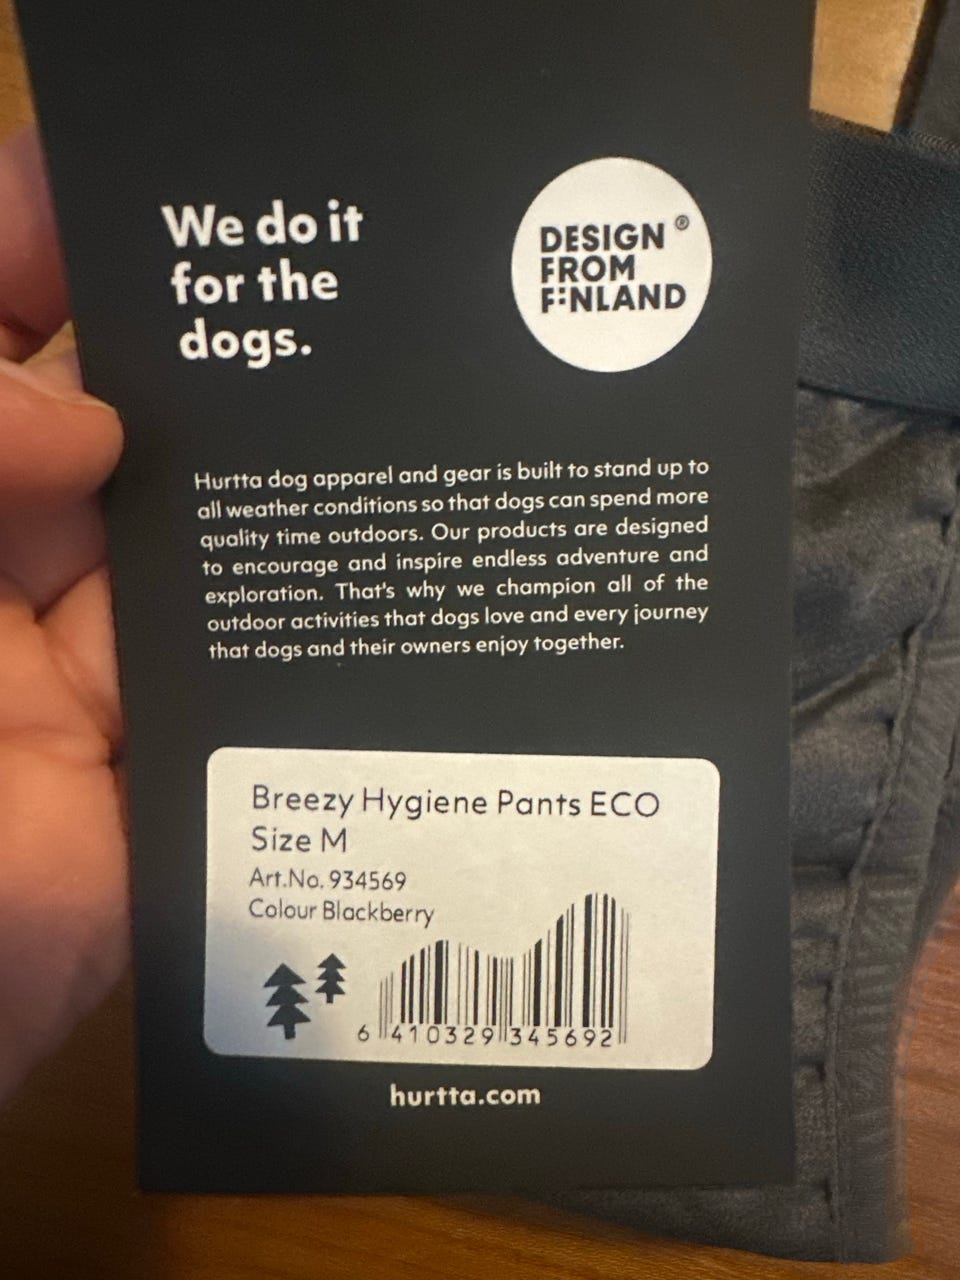 We do it
for the
dogs.
DESIGN ®
FROM
FINLAND
Hurtta dog apparel and gear is built to stand up to
all weather conditions so that dogs can spend more
quality time outdoors. Our products are designed
to encourage and inspire endless adventure and
exploration. That's why we champion all of the
outdoor activities that dogs love and every journey
that dogs and their owners enjoy together.
Breezy Hygiene Pants ECO
Size M
Art.No. 934569
Colour Blackberry
6 410329 345692
hurtta.com